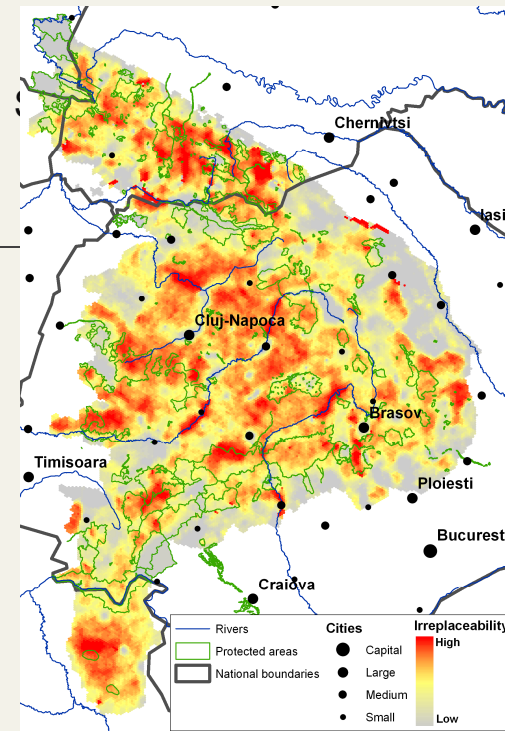 Chernivtsi
Iasi
Cluj-Napoca
Brasov
Timisoara
Ploiesti
Bucurest
Craiova
Rivers
Protected areas
National boundaries
Cities
Capital
Large
Medium
Small
Irreplaceability
High
Low